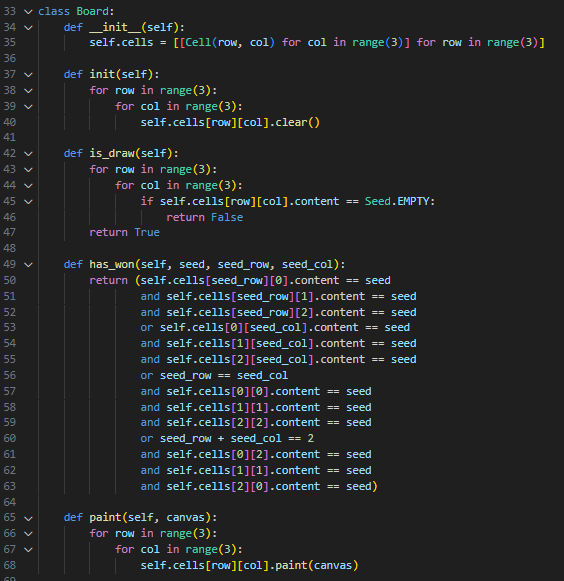 33 class Board:
34     def __init__(self):
35         self.cells = [[Cell(row, col) for col in range(3)] for row in range(3)]
36
37     def init(self):
38         for row in range(3):
39             for col in range(3):
40                 self.cells[row][col].clear()
41
42     def is_draw(self):
43         for row in range(3):
44             for col in range(3):
45                 if self.cells[row][col].content == Seed.EMPTY:
46                     return False
47         return True
48
49     def has_won(self, seed, seed_row, seed_col):
50         return (self.cells[seed_row][0].content == seed
51                 and self.cells[seed_row][1].content == seed
52                 and self.cells[seed_row][2].content == seed
53                 or self.cells[0][seed_col].content == seed
54                 and self.cells[1][seed_col].content == seed
55                 and self.cells[2][seed_col].content == seed
56                 or seed_row == seed_col
57                 and self.cells[0][0].content == seed
58                 and self.cells[1][1].content == seed
59                 and self.cells[2][2].content == seed
60                 or seed_row + seed_col == 2
61                 and self.cells[0][2].content == seed
62                 and self.cells[1][1].content == seed
63                 and self.cells[2][0].content == seed)
64
65     def paint(self, canvas):
66         for row in range(3):
67             for col in range(3):
68                 self.cells[row][col].paint(canvas)